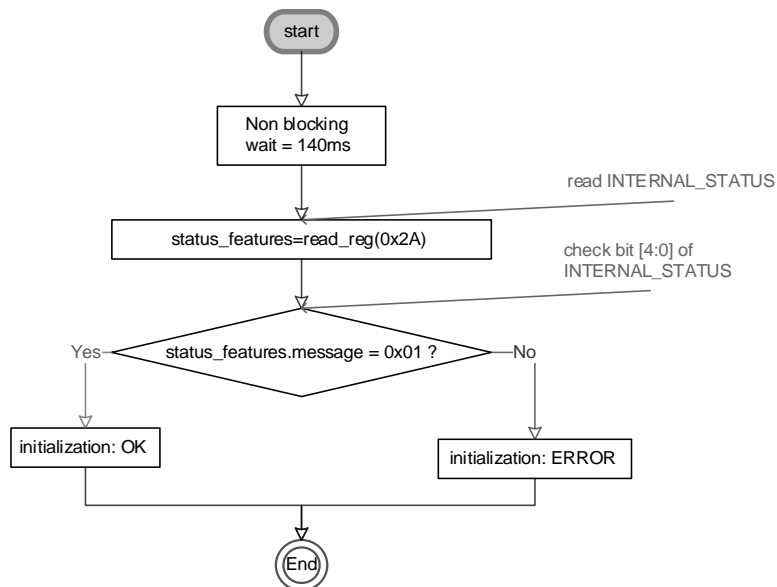 start
Non blocking
wait = 140ms
read INTERNAL_STATUS
status_features=read_reg(0x2A)
check bit [4:0] of
INTERNAL_STATUS
Yes
status_features.message = 0x01 ?
No
initialization: OK
initialization: ERROR
End